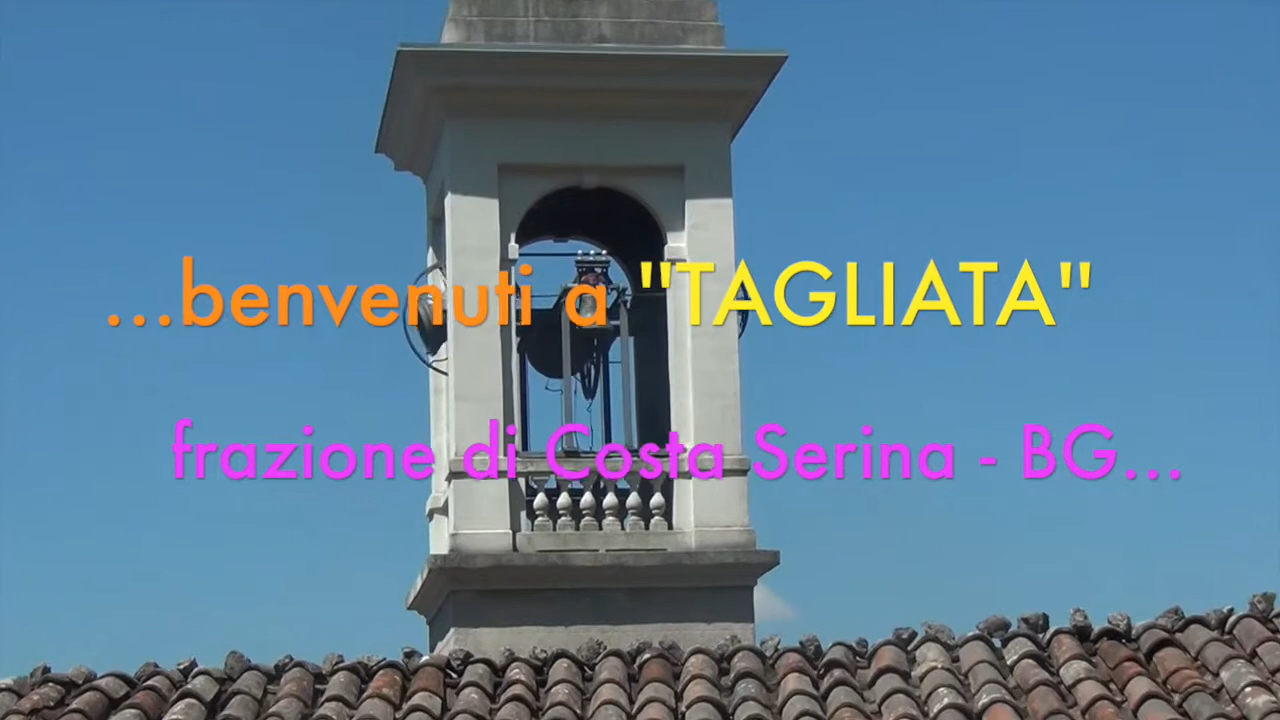 ...benvenuti a "TAGLIATA"
frazione di Costa Serina - BG...